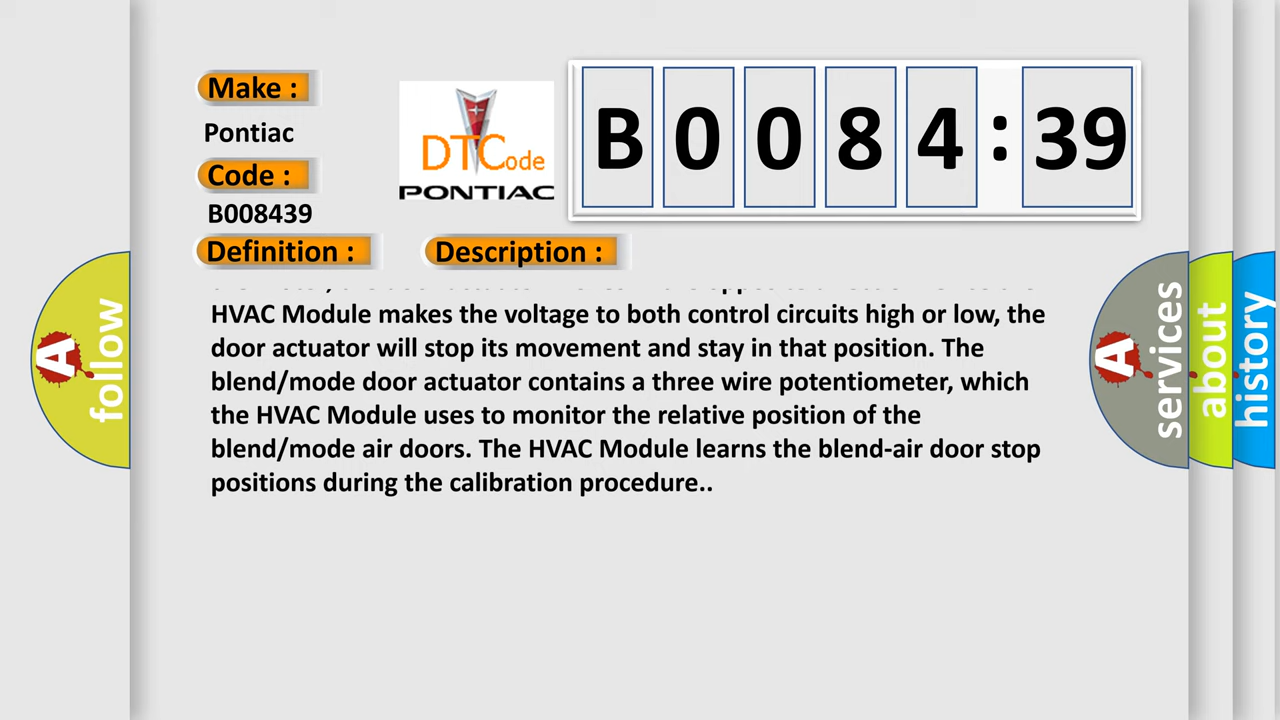 Make :
Pontiac
Code :
B008439
Definition :
Description :
DTCode
PONTIAC
B0084:39
HVAC Module makes the voltage to both control circuits high or low, the
door actuator will stop its movement and stay in that position. The
blend/mode door actuator contains a three wire potentiometer, which
the HVAC Module uses to monitor the relative position of the
blend/mode air doors. The HVAC Module learns the blend-air door stop
positions during the calibration procedure..
A follow
A services
about
history